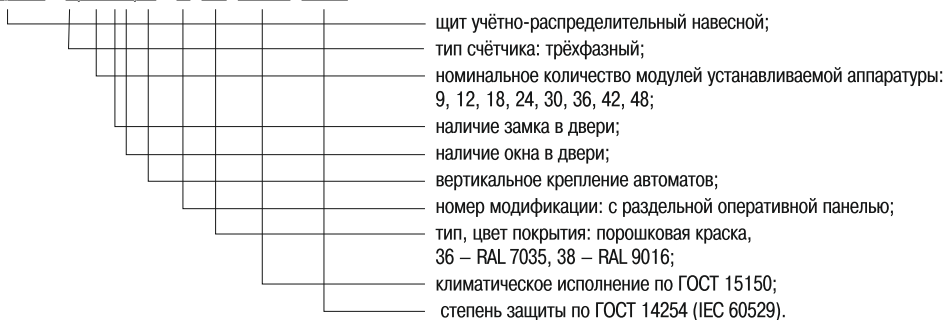 щит учётно-распределительный навесной;
тип счётчика: трёхфазный;
номинальное количество модулей устанавливаемой аппаратуры:
9, 12, 18, 24, 30, 36, 42, 48;
наличие замка в двери;
наличие окна в двери;
вертикальное крепление автоматов;
номер модификации: с раздельной оперативной панелью;
тип, цвет покрытия: порошковая краска,
36 – RAL 7035, 38 – RAL 9016;
климатическое исполнение по ГОСТ 15150;
степень защиты по ГОСТ 14254 (IEC 60529).